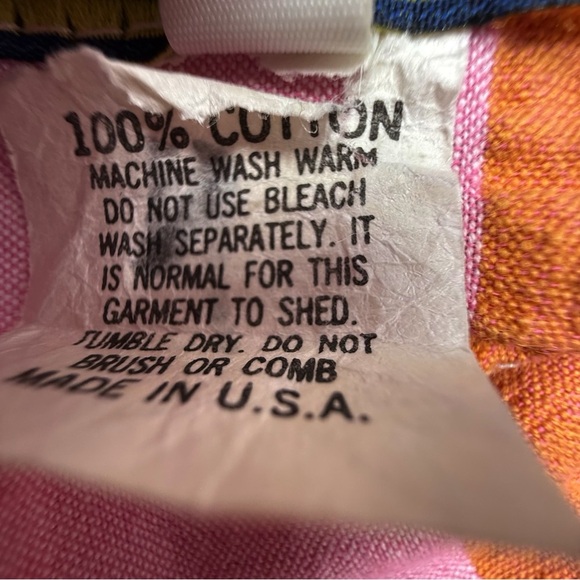 100% COTTON
MACHINE WASH WARM
DO NOT USE BLEACH
WASH SEPARATELY. IT
IS NORMAL FOR THIS
GARMENT TO SHED.
TUMBLE DRY. DO NOT
BRUSH OR COMB
MADE IN U.S.A.